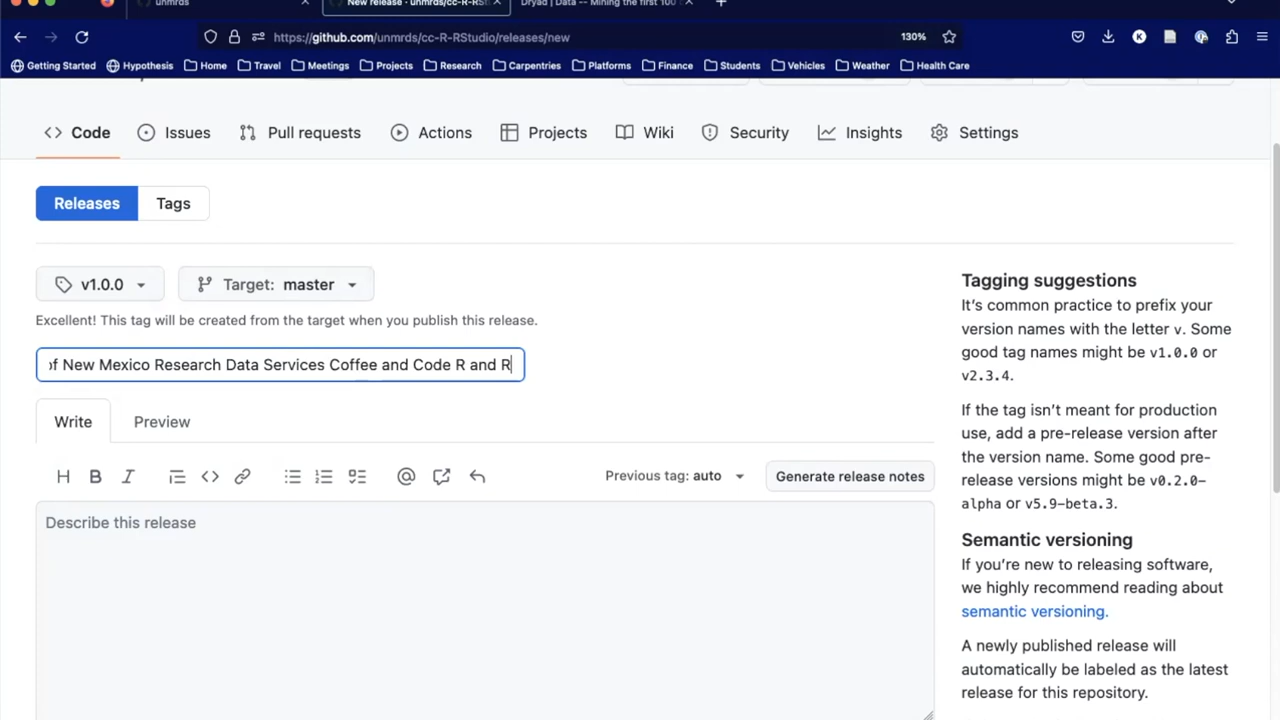 unmrds
New release · unmrds/cc-R-RSt
Dryad | Data -- Mining the first 100
https://github.com/unmrds/cc-R-RStudio/releases/new
130%
Getting Started
Hypothesis
Home
Travel
Meetings
Projects
Research
Carpentries
Platforms
Finance
Students
Vehicles
Weather
Health Care
Code
Issues
Pull requests
Actions
Projects
Wiki
Security
Insights
Settings
Releases
Tags
v1.0.0
Target: master
Excellent! This tag will be created from the target when you publish this release.
of New Mexico Research Data Services Coffee and Code R and R
Write
Preview
Previous tag: auto
Generate release notes
Describe this release
Tagging suggestions
It's common practice to prefix your
version names with the letter v. Some
good tag names might be v1.0.0 or
v2.3.4.
If the tag isn't meant for production
use, add a pre-release version after
the version name. Some good pre-
release versions might be v0.2.0-
alpha or v5.9-beta.3.
Semantic versioning
If you're new to releasing software,
we highly recommend reading about
semantic versioning.
A newly published release will
automatically be labeled as the latest
release for this repository.